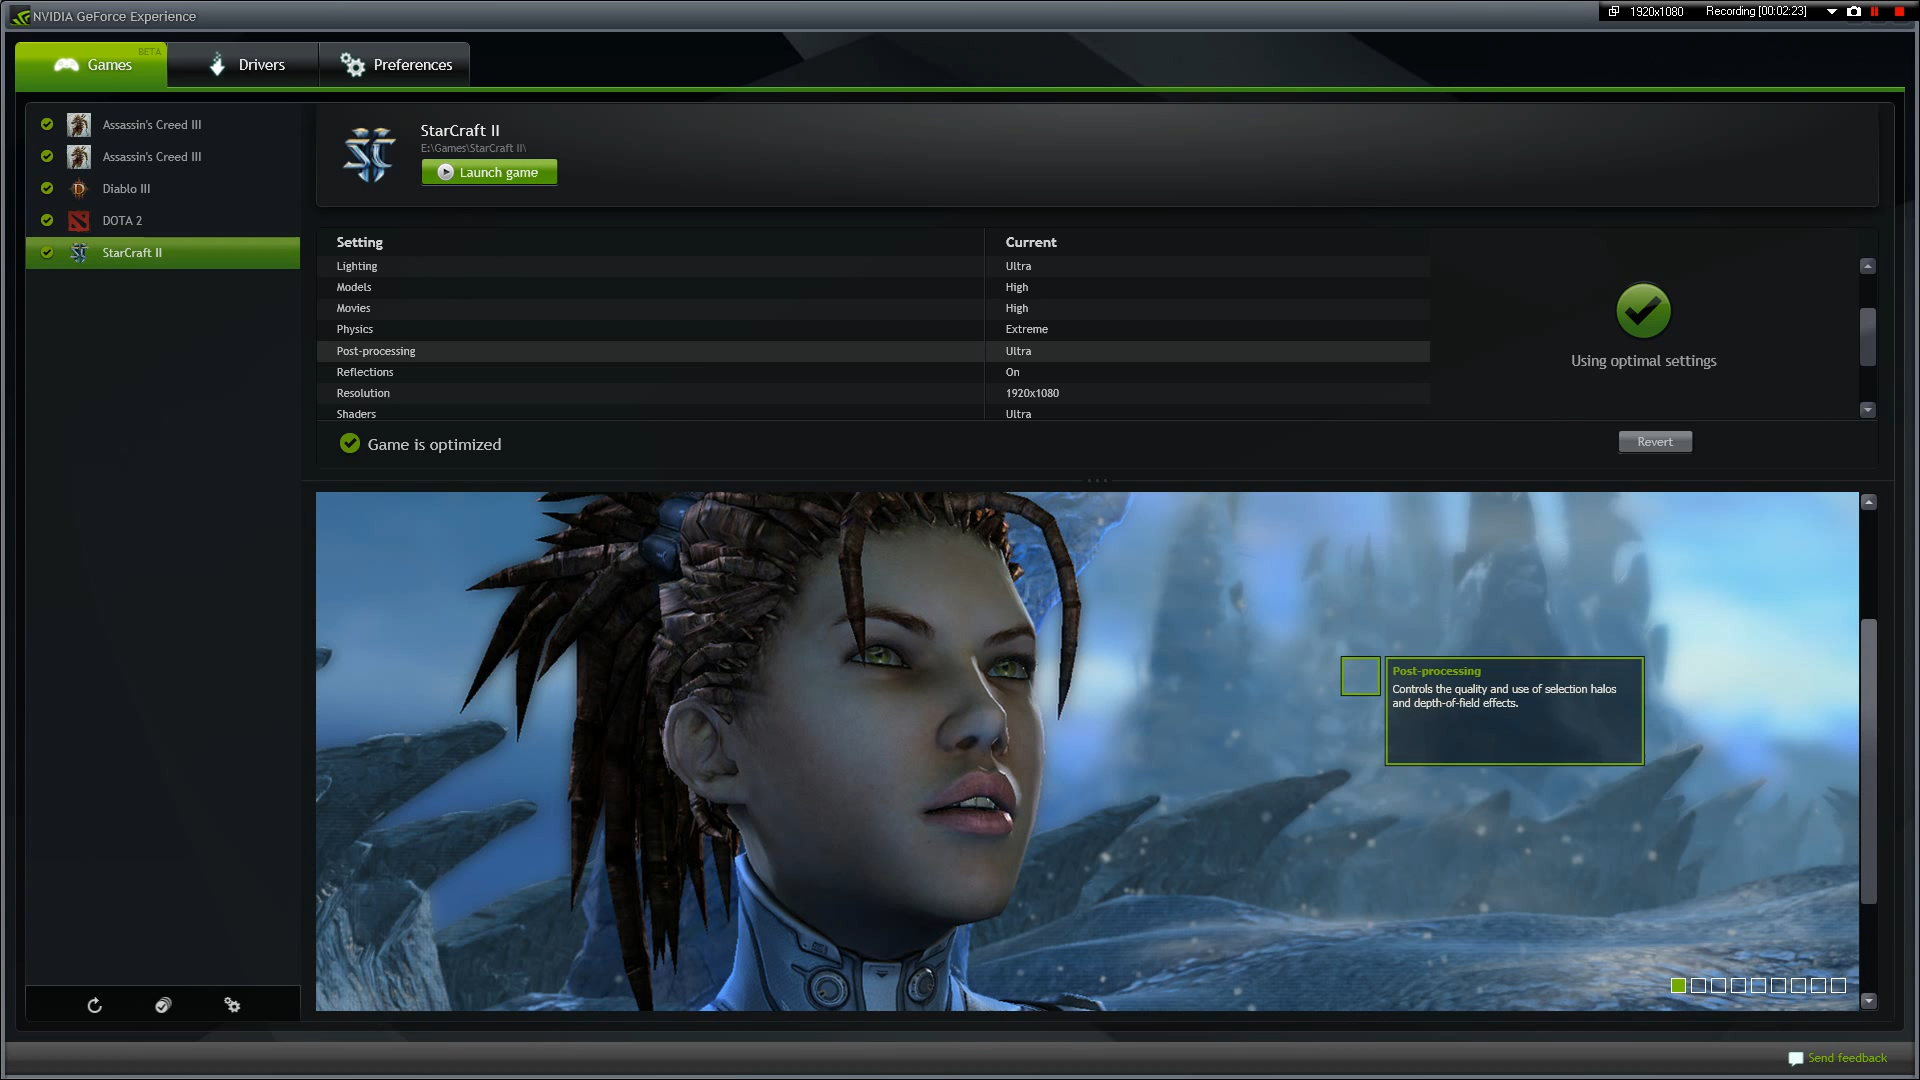 NVIDIA GeForce Experience
1920x1080 Recording [00:02:23]
Games BETA
Drivers
Preferences
Assassin's Creed III
Assassin's Creed III
Diablo III
DOTA 2
StarCraft II
StarCraft II
E:\Games\StarCraft II\
Launch game
Setting Current
Lighting Ultra
Models High
Movies High
Physics Extreme
Post-processing Ultra
Reflections On
Resolution 1920x1080
Shaders Ultra
Using optimal settings
Game is optimized
Revert
Post-processing
Controls the quality and use of selection halos
and depth-of-field effects.
Send feedback